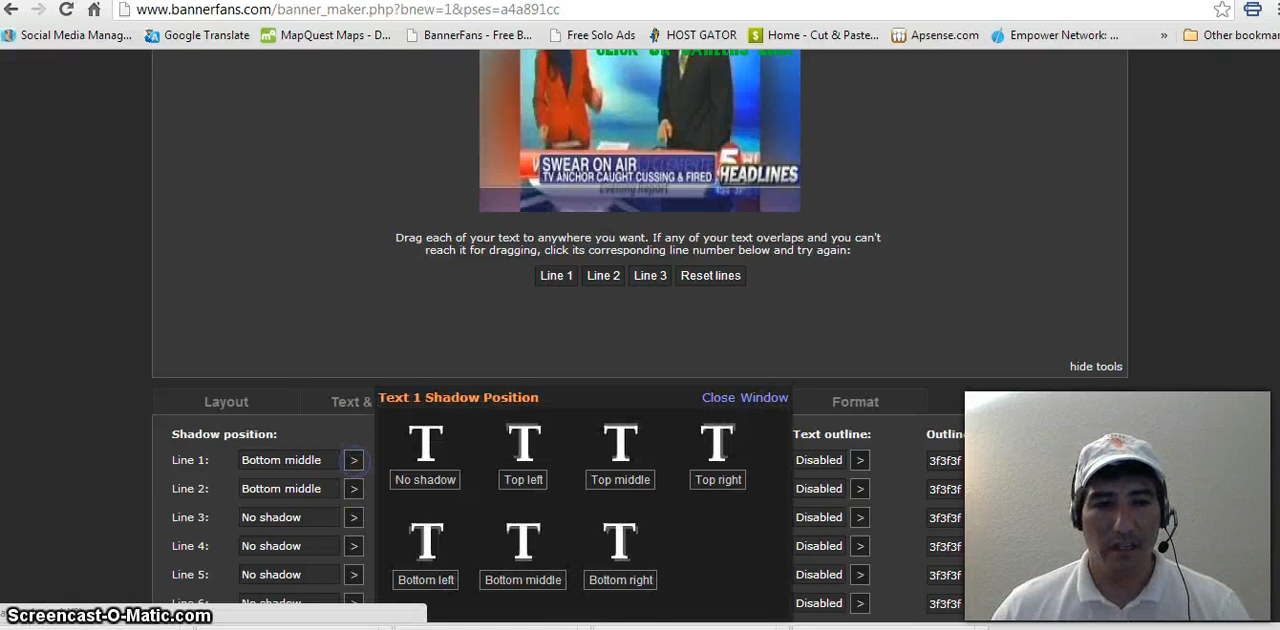 www.bannerfans.com/banner_maker.php?bnew=1&pses=a4a891cc
Social Media Manag... Google Translate MapQuest Maps - D... BannerFans - Free B... Free Solo Ads HOST GATOR Home - Cut & Paste... Apsense.com Empower Network: ... » Other bookmar
SWEAR ON AIR
TV ANCHOR CAUGHT CUSSING & FIRED
HEADLINES
Evening Report
Drag each of your text to anywhere you want. If any of your text overlaps and you can't
reach it for dragging, click its corresponding line number below and try again:
Line 1 Line 2 Line 3 Reset lines
hide tools
Layout Text & Text 1 Shadow Position Close Window Format
Shadow position: Text outline: Outlin
Line 1: Bottom middle > Disabled > 3f3f3f
No shadow Top left Top middle Top right
Line 2: Bottom middle > Disabled > 3f3f3f
Line 3: No shadow > Disabled > 3f3f3f
Line 4: No shadow > Disabled > 3f3f3f
Line 5: No shadow > Disabled > 3f3f3f
Bottom left Bottom middle Bottom right
No shadow > Disabled > 3f3f3f
Screencast-O-Matic.com